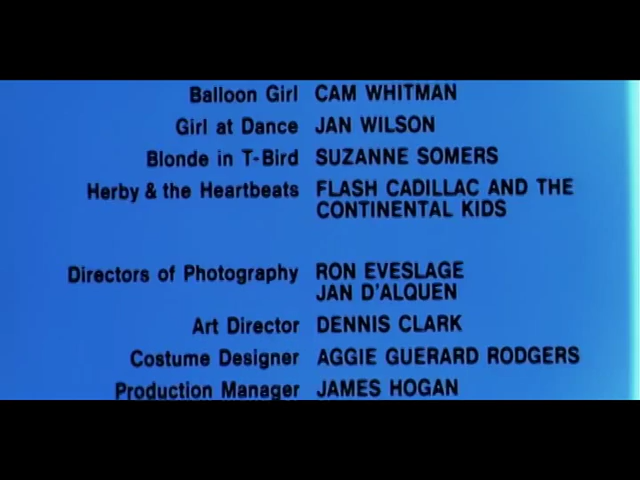 Balloon Girl CAM WHITMAN
Girl at Dance JAN WILSON
Blonde in T-Bird SUZANNE SOMERS
Herby & the Heartbeats FLASH CADILLAC AND THE
CONTINENTAL KIDS
Directors of Photography RON EVESLAGE
JAN D'ALQUEN
Art Director DENNIS CLARK
Costume Designer AGGIE GUERARD RODGERS
Production Manager JAMES HOGAN